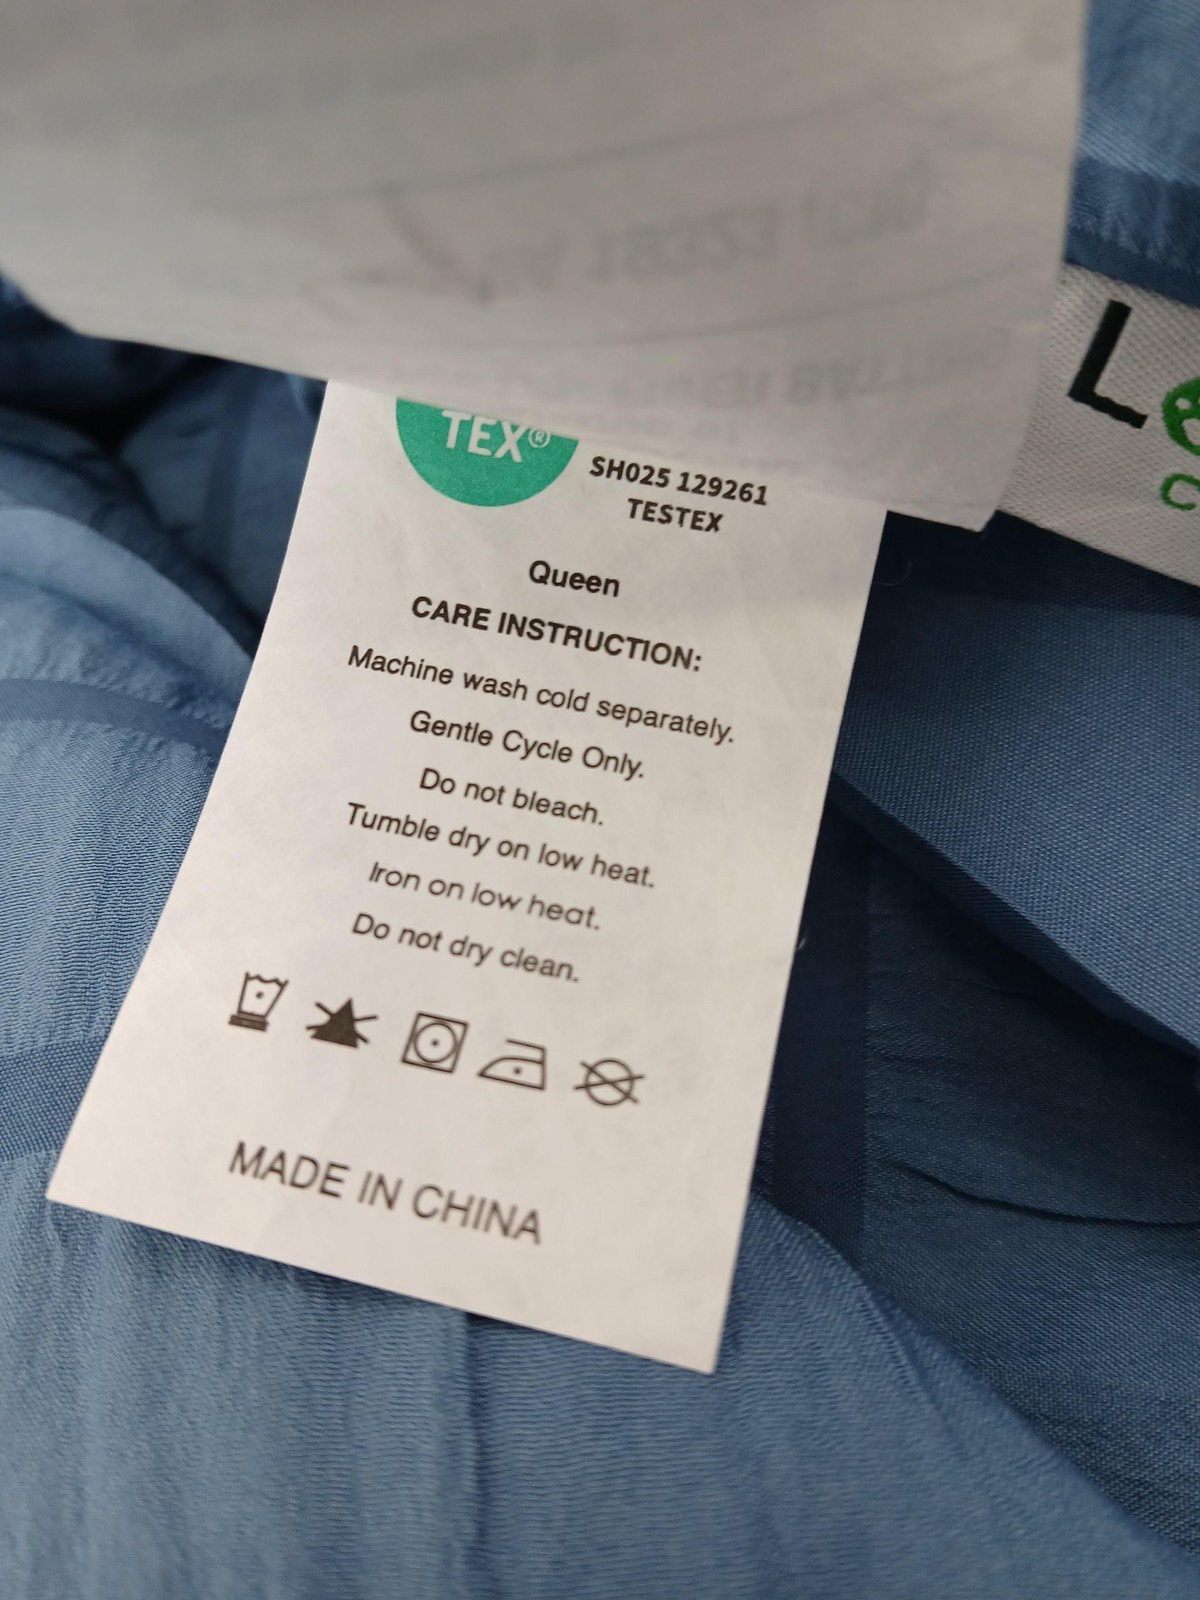 TEX®
SH025 129261
TESTEX
Queen
CARE INSTRUCTION:
Machine wash cold separately.
Gentle Cycle Only.
Do not bleach.
Tumble dry on low heat.
Iron on low heat.
Do not dry clean.
MADE IN CHINA